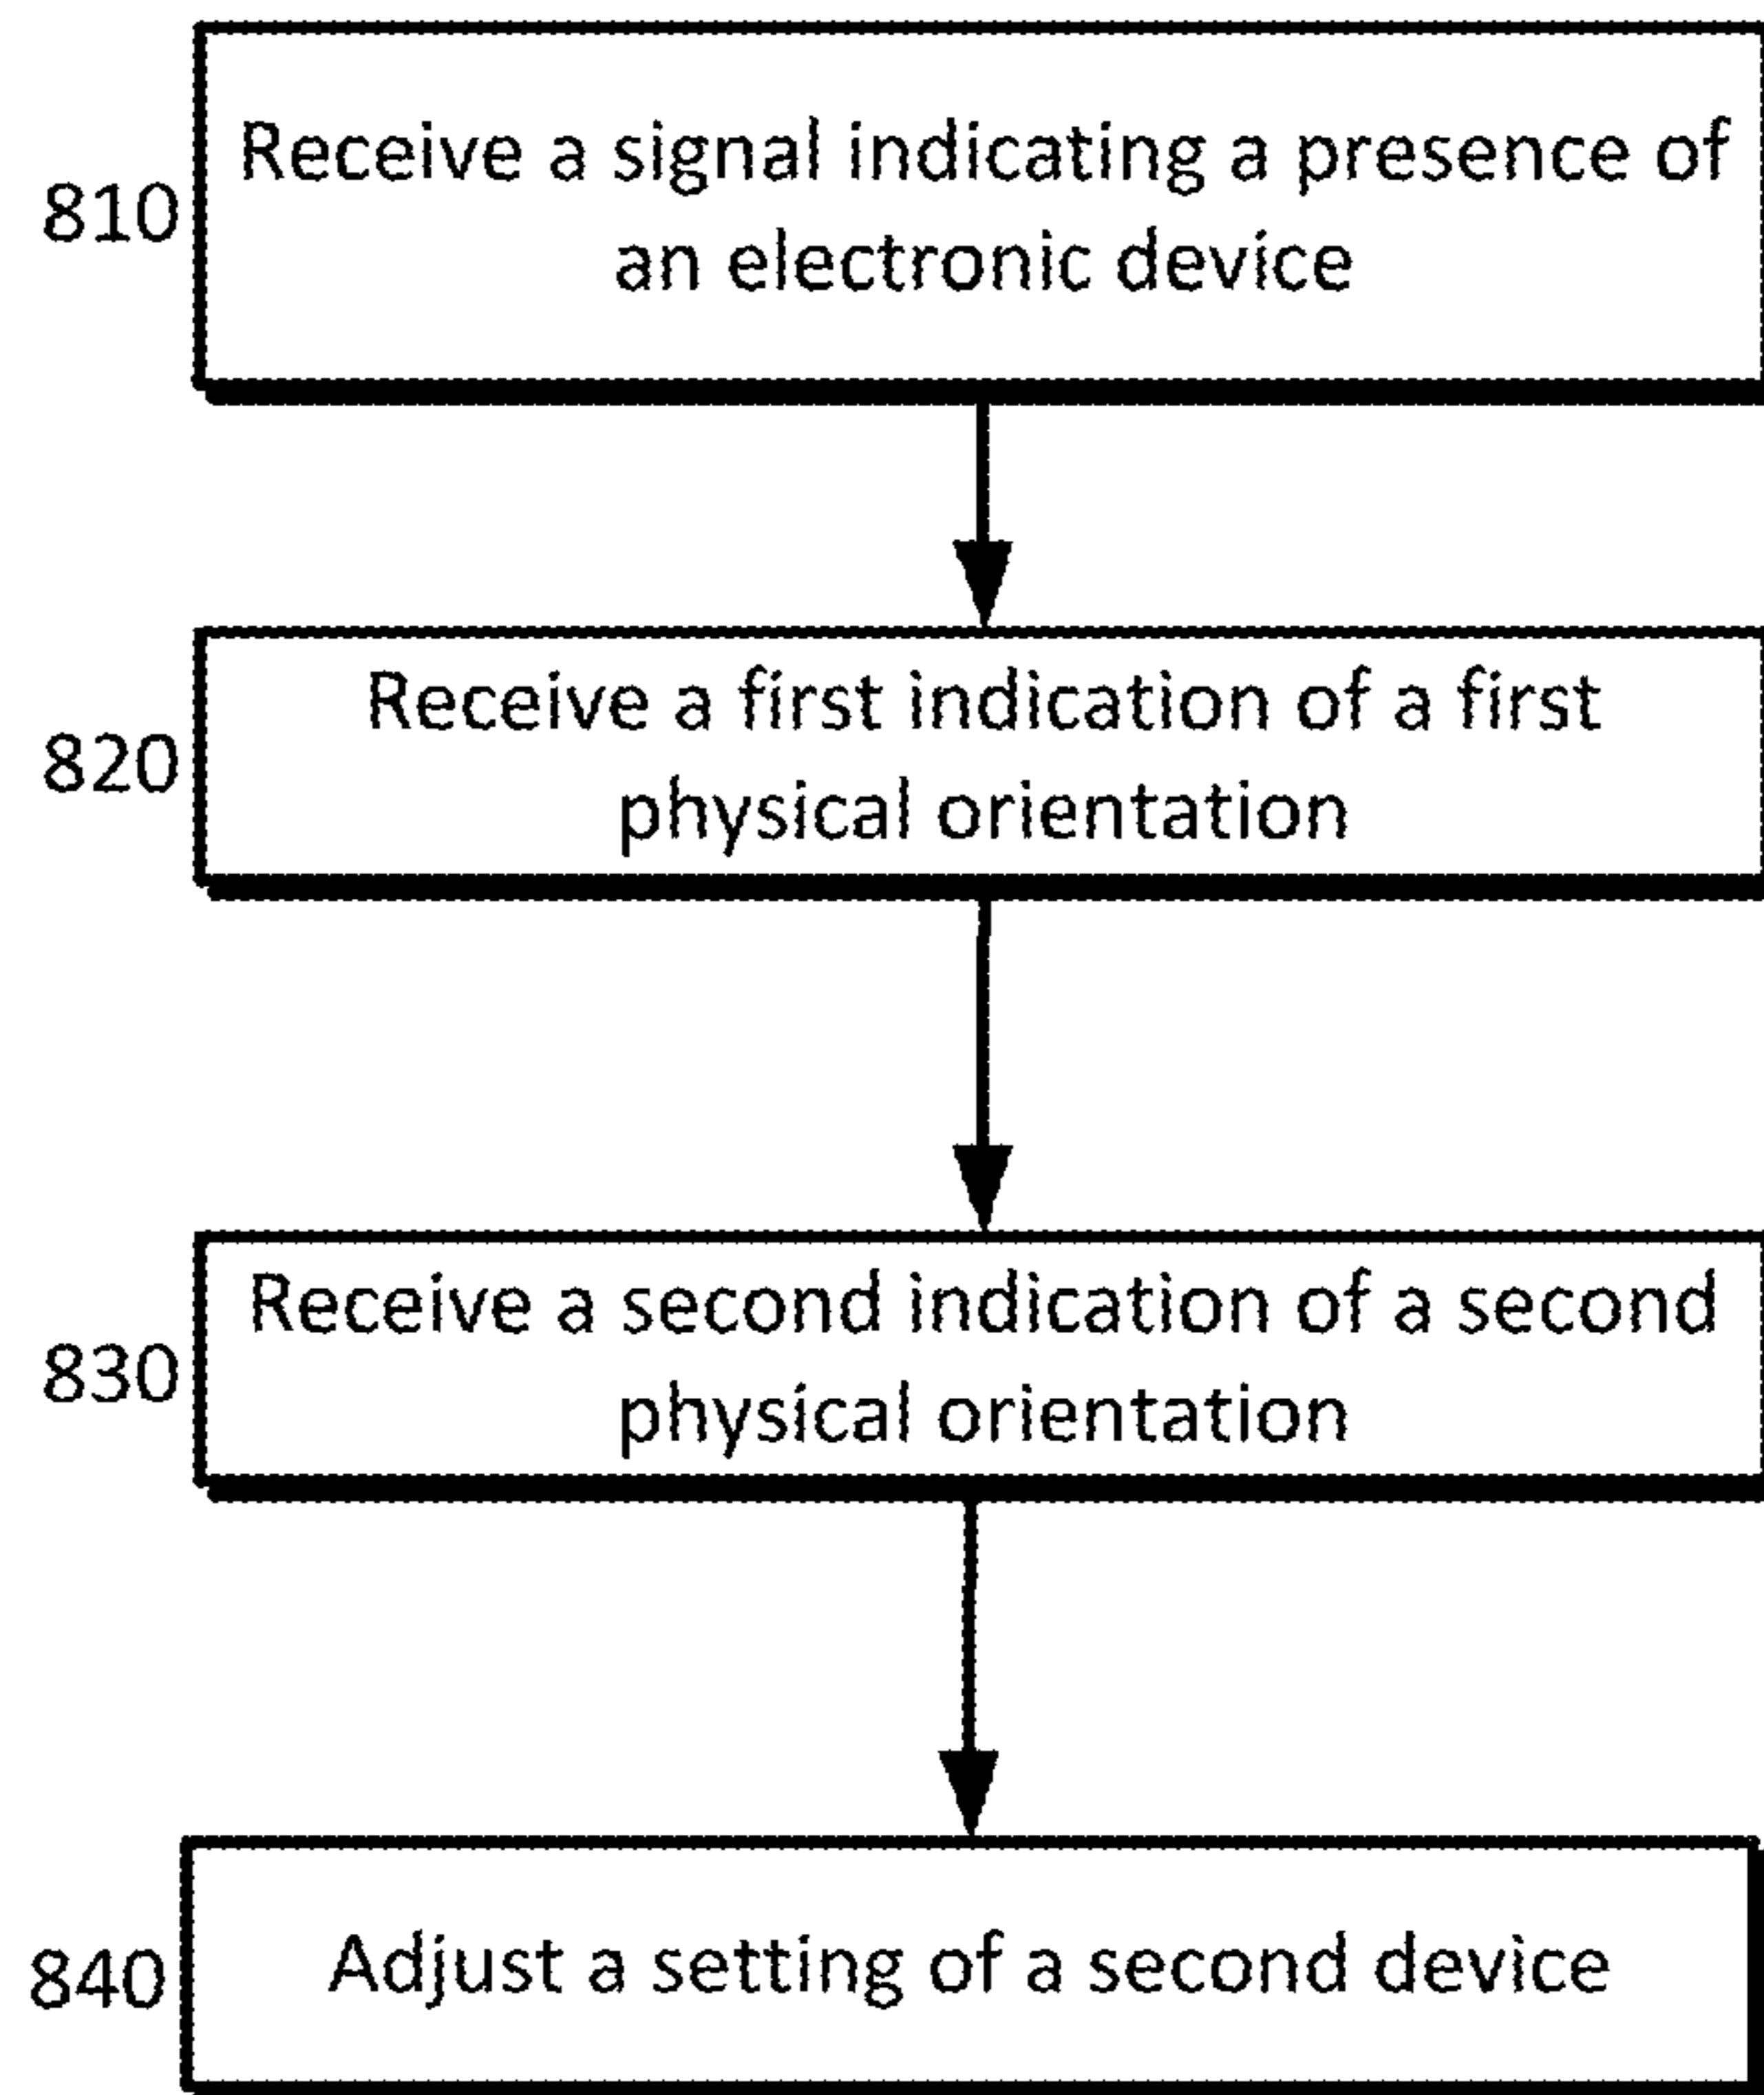 810
Receive a signal indicating a presence of
an electronic device
820
Receive a first indication of a first
physical orientation
830
Receive a second indication of a second
physical orientation
840
Adjust a setting of a second device